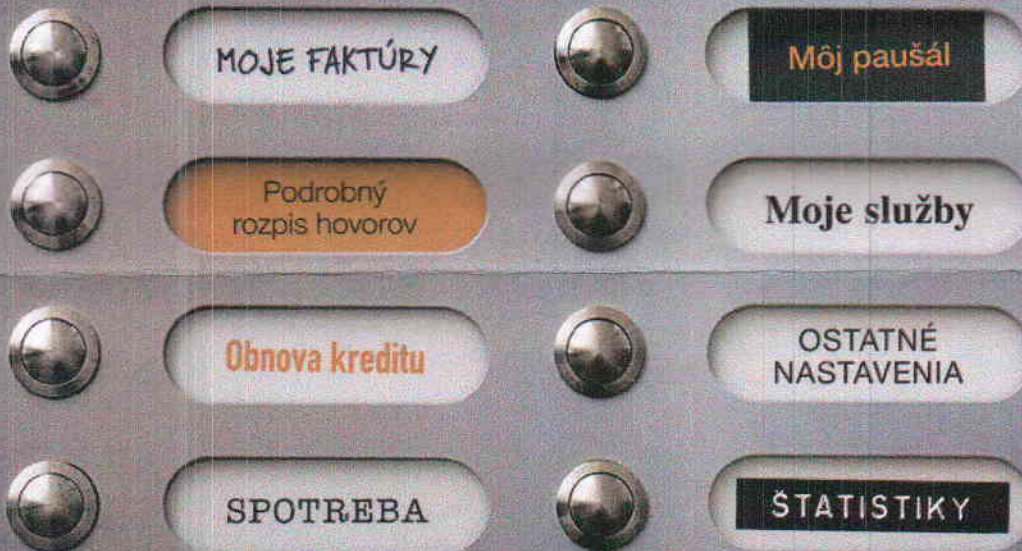 MOJE FAKTÚRY
Môj paušál
Podrobný
rozpis hovorov
Moje služby
Obnova kreditu
OSTATNÉ
NASTAVENIA
SPOTREBA
ŠTATISTIKY